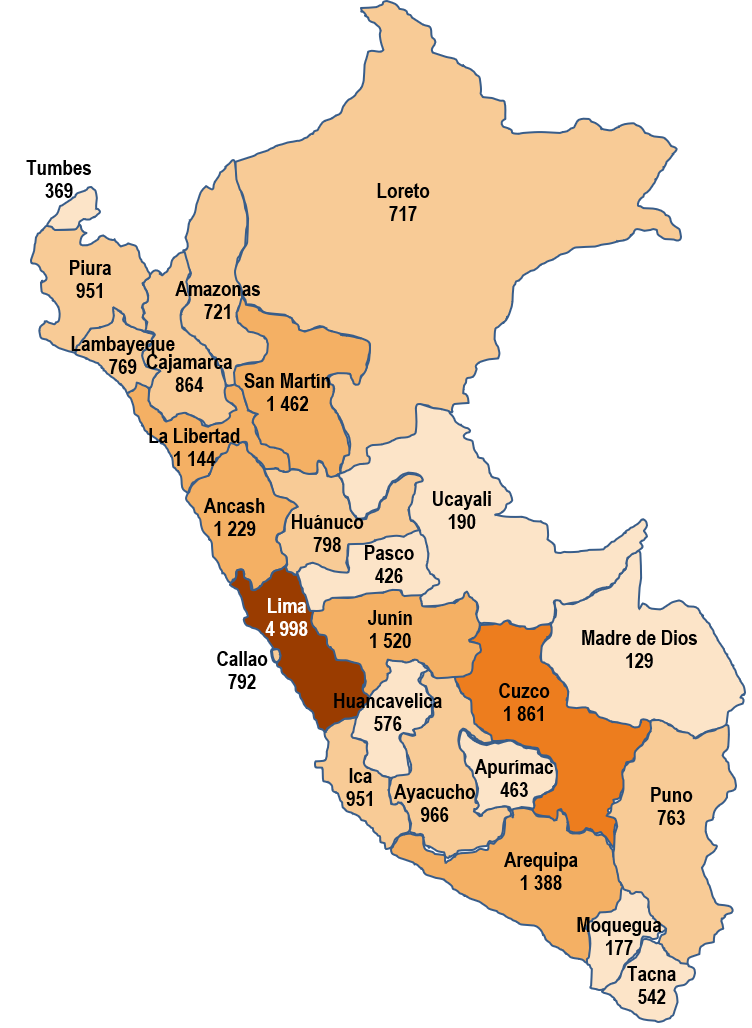 Tumbes
369
Loreto
717
Piura
951
Amazonas
721
Lambayeque
769
Cajamarca
864
San Martín
1 462
La Libertad
1 144
Ancash
1 229
Ucayali
190
Huánuco
798
Pasco
426
Lima
4 998
Junín
1 520
Madre de Dios
129
Callao
792
Cuzco
1 861
Huancavelica
576
Ica
951
Ayacucho
966
Apurímac
463
Puno
763
Arequipa
1 388
Moquegua
177
Tacna
542